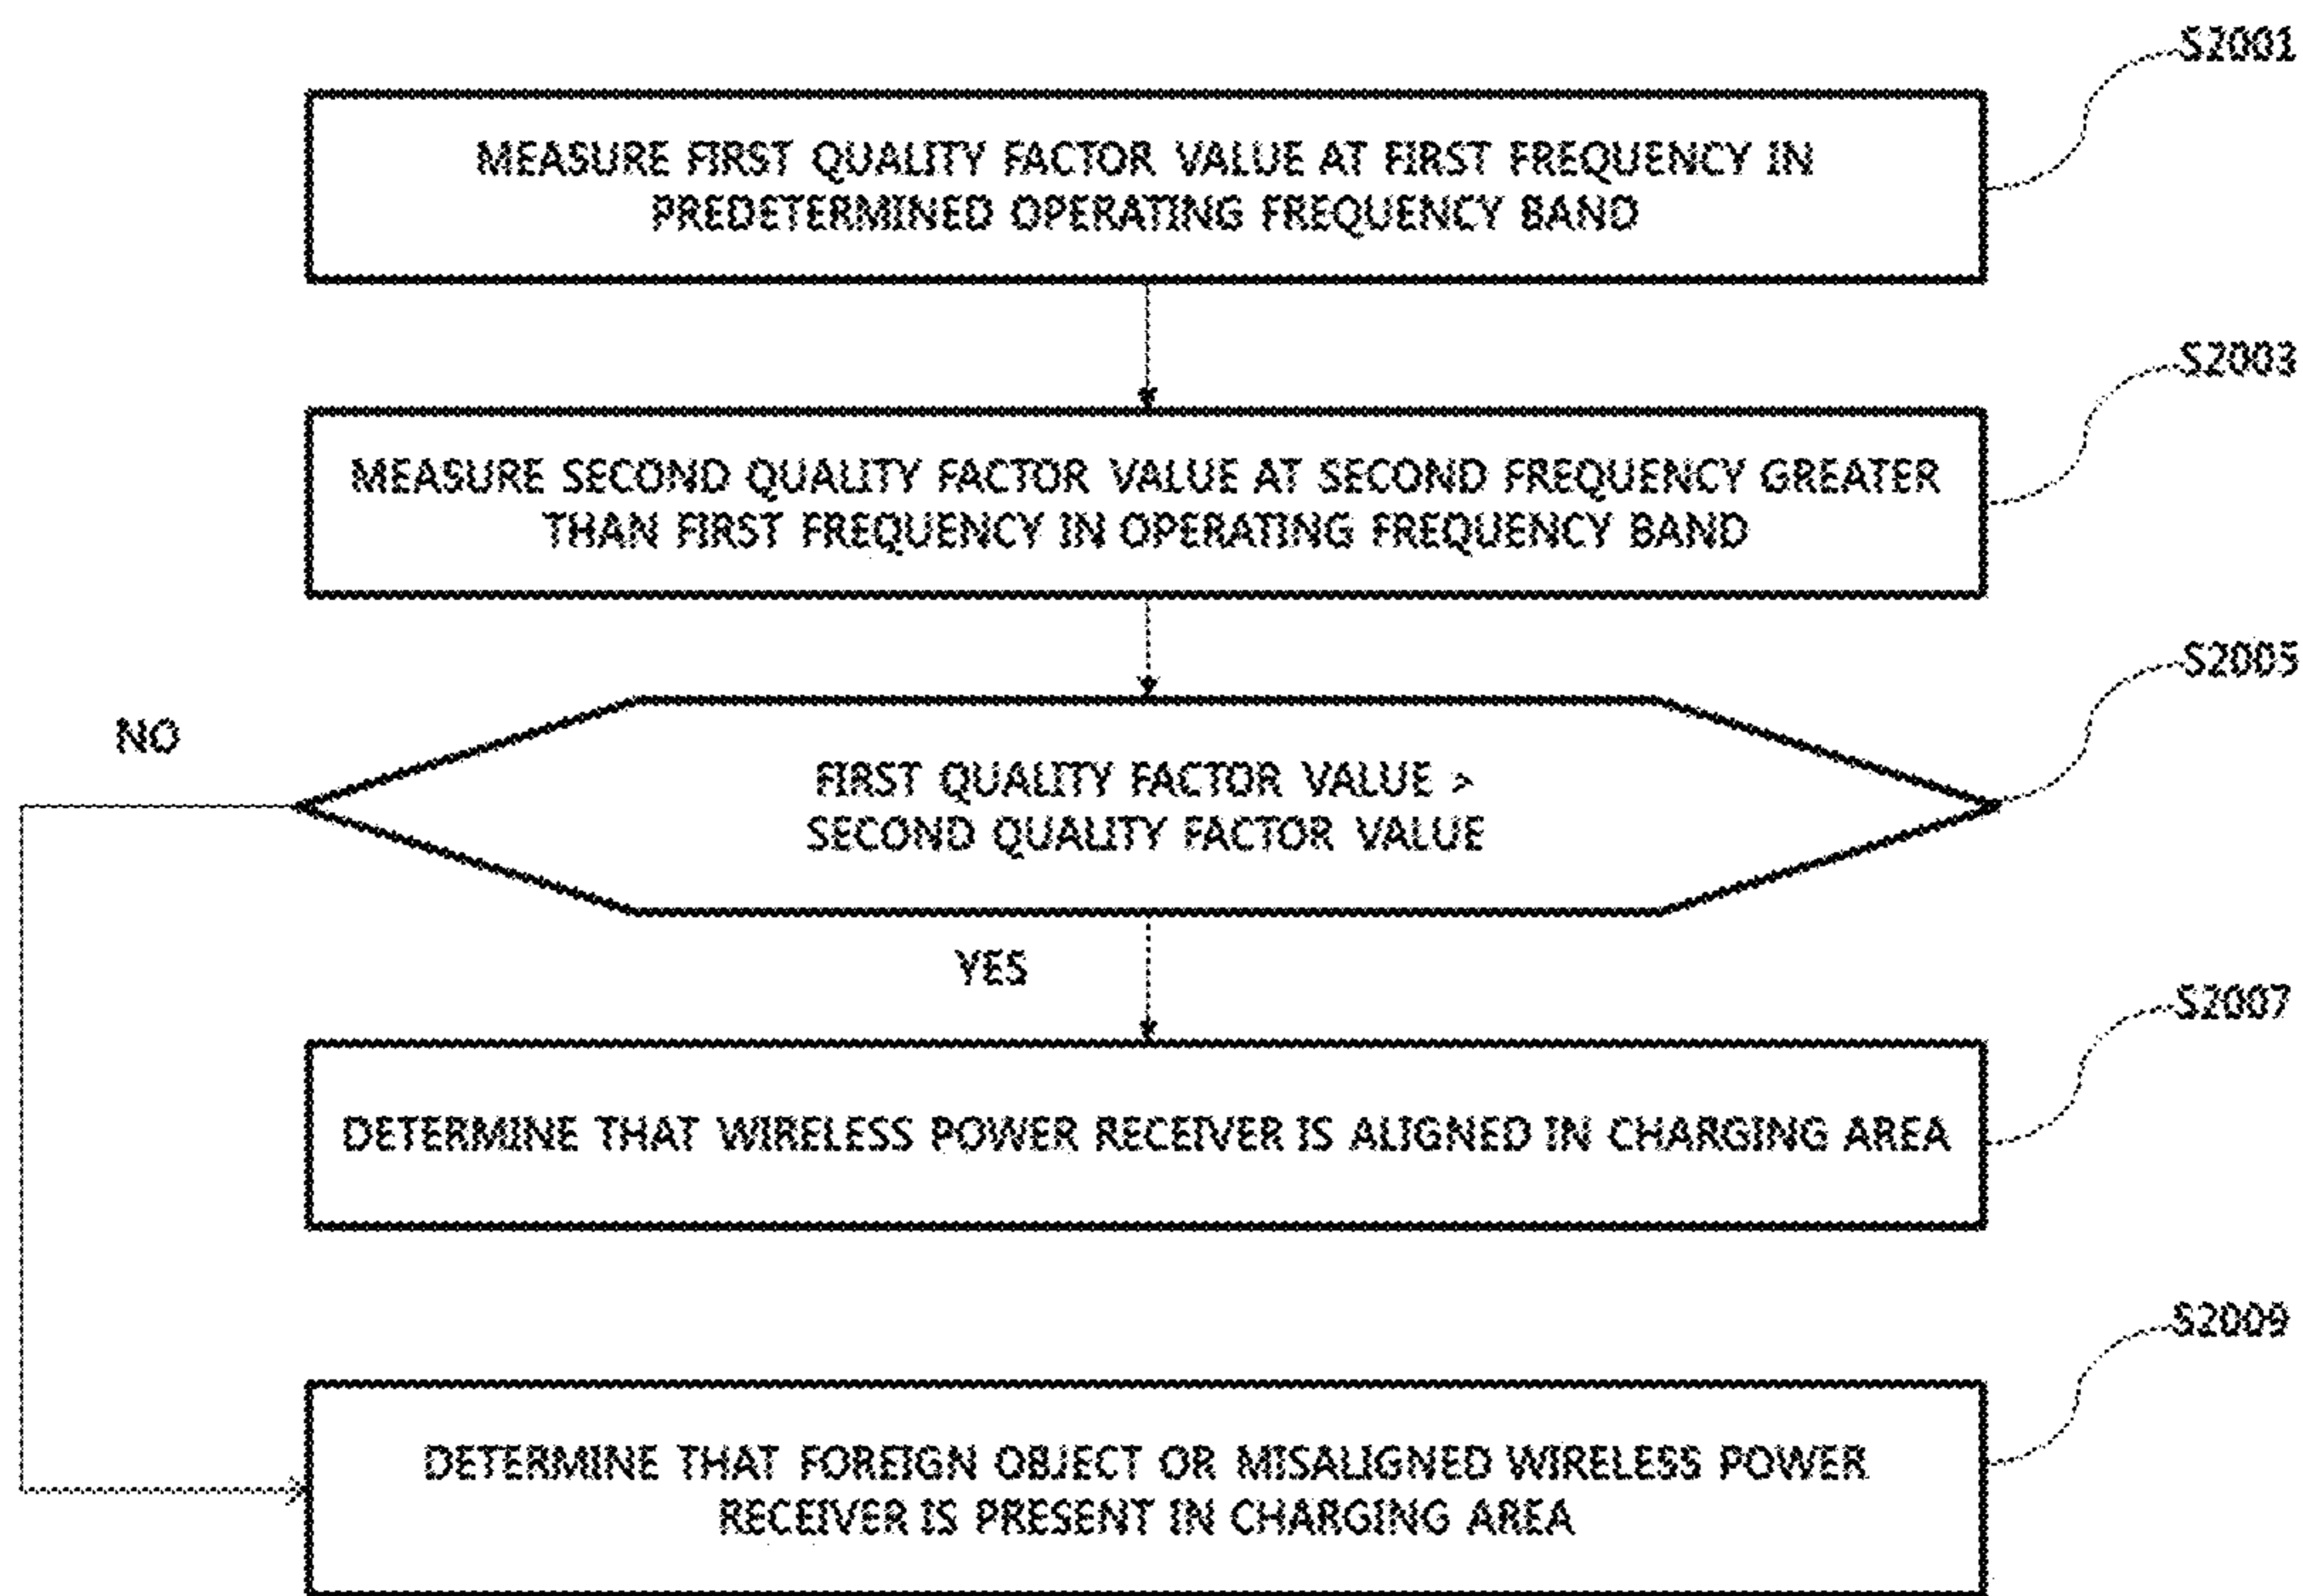 S2001
MEASURE FIRST QUALITY FACTOR VALUE AT FIRST FREQUENCY IN
PREDETERMINED OPERATING FREQUENCY BAND
S2003
MEASURE SECOND QUALITY FACTOR VALUE AT SECOND FREQUENCY GREATER
THAN FIRST FREQUENCY IN OPERATING FREQUENCY BAND
S2005
NO
FIRST QUALITY FACTOR VALUE >
SECOND QUALITY FACTOR VALUE
YES
S2007
DETERMINE THAT WIRELESS POWER RECEIVER IS ALIGNED IN CHARGING AREA
S2009
DETERMINE THAT FOREIGN OBJECT OR MISALIGNED WIRELESS POWER
RECEIVER IS PRESENT IN CHARGING AREA